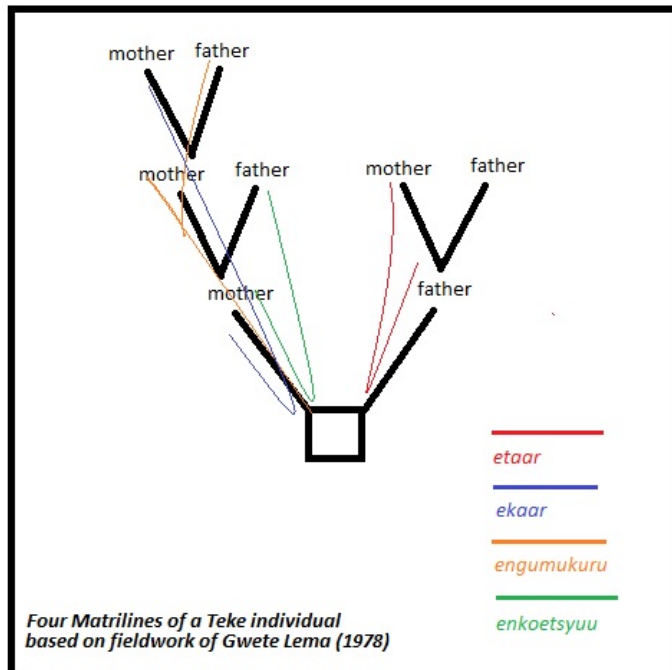 mother father
mother father mother father
mother father
etaar
ekaar
engumukuru
enkoetsyuu
Four Matrilines of a Teke individual
based on fieldwork of Gwete Lema (1978)